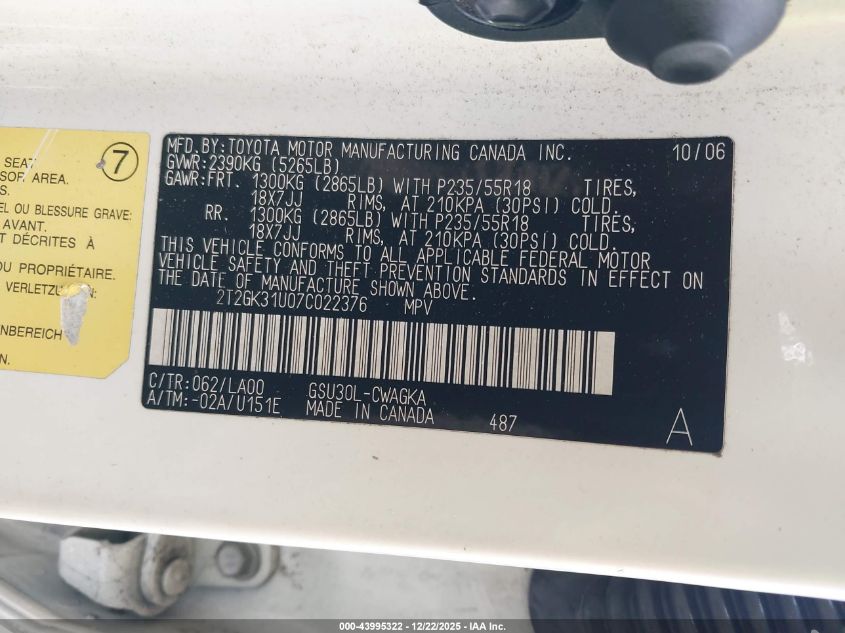 SEAT
SOR AREA.
S.
EL OU BLESSURE GRAVE:
AVANT.
T DÉCRITES À
OU PROPRIÉTAIRE.
VERLETZUNGEN:
NBEREICH
N.
7
MFD.BY:TOYOTA MOTOR MANUFACTURING CANADA INC. 10/06
GVWR:2390KG (5265LB)
GAWR:FRT. 1300KG (2865LB) WITH P235/55R18 TIRES,
18X7JJ RIMS, AT 210KPA (30PSI) COLD.
RR. 1300KG (2865LB) WITH P235/55R18 TIRES,
18X7JJ RIMS, AT 210KPA (30PSI) COLD.
THIS VEHICLE CONFORMS TO ALL APPLICABLE FEDERAL MOTOR
VEHICLE SAFETY AND THEFT PREVENTION STANDARDS IN EFFECT ON
THE DATE OF MANUFACTURE SHOWN ABOVE.
2T2GK31U07C022376 MPV
C/TR:062/LA00 GSU30L-CWAGKA
A/TM:-02A/U151E MADE IN CANADA 487
A
000-43995322 - 12/22/2025 - IAA Inc.